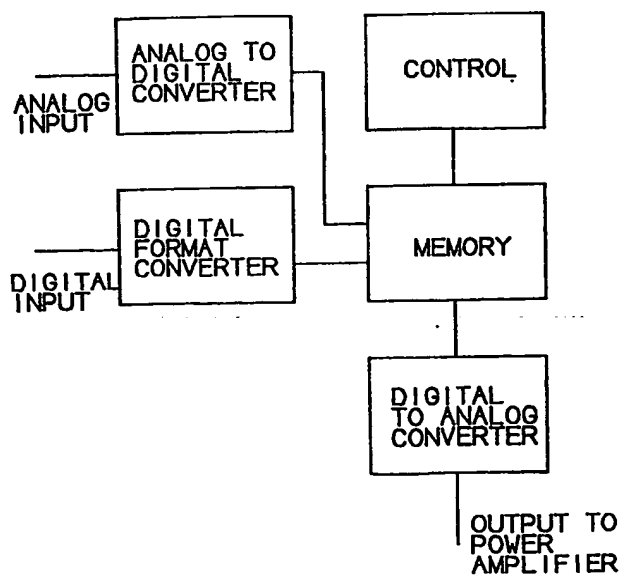 ANALOG TO
DIGITAL
CONVERTER
CONTROL
ANALOG
INPUT
DIGITAL
FORMAT
CONVERTER
MEMORY
DIGITAL
INPUT
DIGITAL
TO ANALOG
CONVERTER
OUTPUT TO
POWER
AMPLIFIER